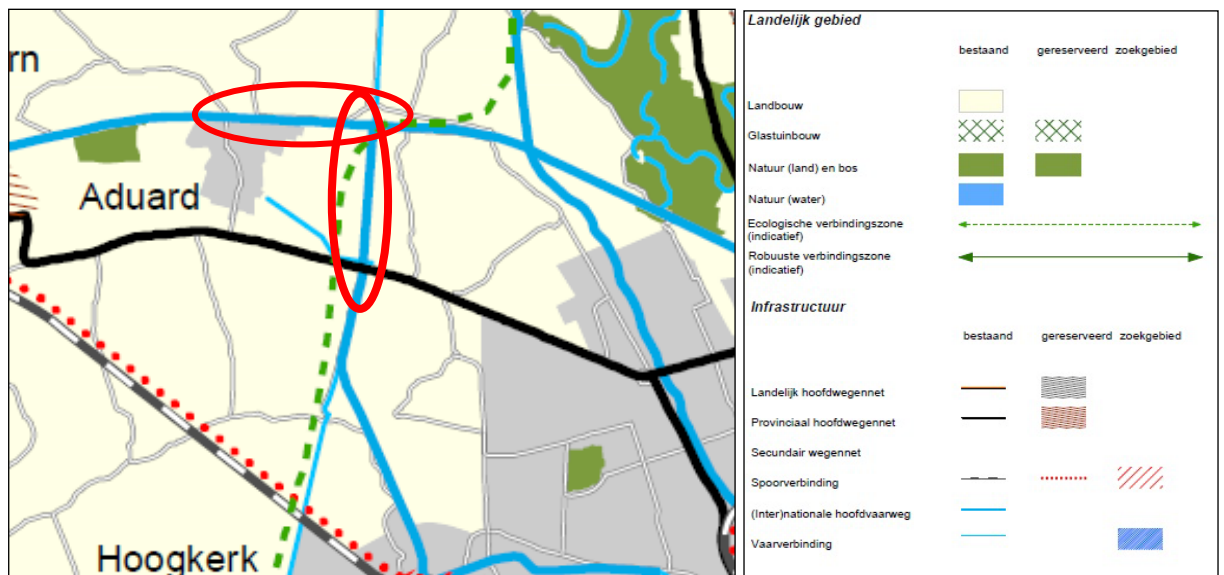 rn
Aduard
Hoogkerk
Landelijk gebied
bestaand gereserveerd zoekgebied
Landbouw
Glastuinbouw
Natuur (land) en bos
Natuur (water)
Ecologische verbindingszone
(indicatief)
Robuuste verbindingszone
(indicatief)
Infrastructuur
bestaand gereserveerd zoekgebied
Landelijk hoofdwegennet
Provinciaal hoofdwegennet
Secundair wegennet
Spoorverbinding
(Inter)nationale hoofdvaarweg
Vaarverbinding